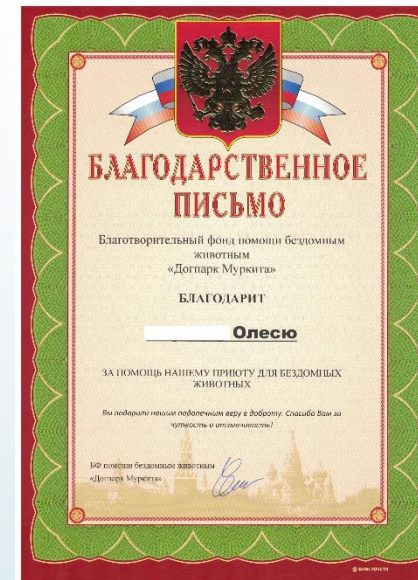 БЛАГОДАРСТВЕННОЕ
ПИСЬМО
Благотворительный фонд помощи бездомным
животным
«Догпарк Муркита»
БЛАГОДАРИТ
Олесю
ЗА ПОМОЩЬ НАШЕМУ ПРИЮТУ ДЛЯ БЕЗДОМНЫХ
ЖИВОТНЫХ
Вы подарили нашим подопечным веру в доброту. Спасибо Вам за
чуткость и отзывчивость!
БФ помощи бездомным животным
«Догпарк Муркита»